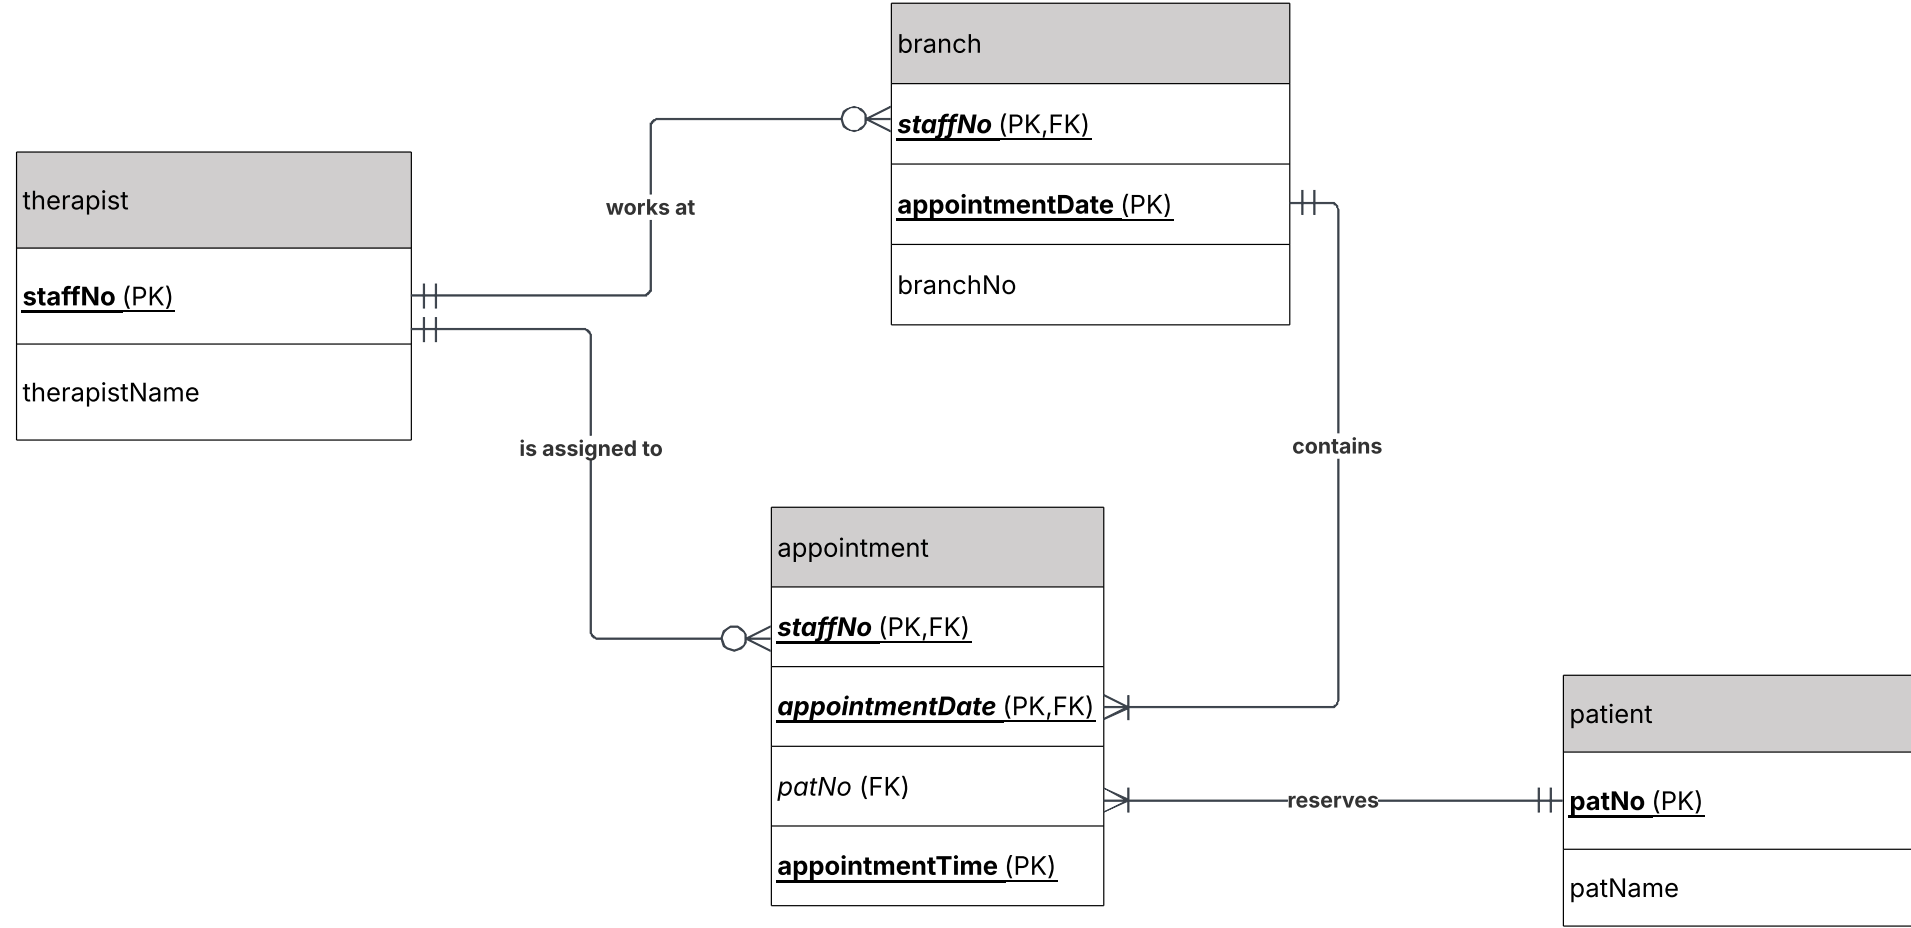 branch
staffNo (PK,FK)
appointmentDate (PK)
branchNo
therapist
staffNo (PK)
therapistName
works at
is assigned to
contains
appointment
staffNo (PK,FK)
appointmentDate (PK,FK)
patNo (FK)
appointmentTime (PK)
reserves
patient
patNo (PK)
patName